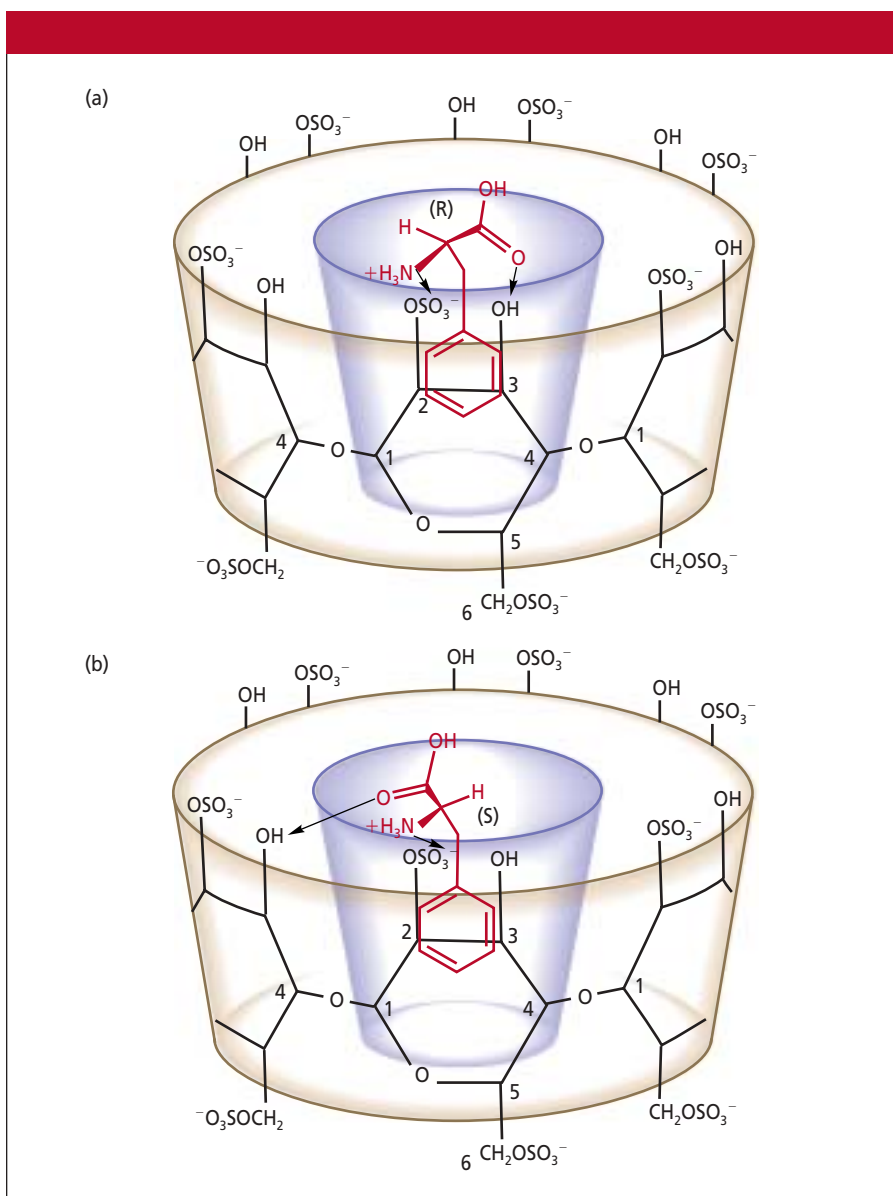 (a)
OH
OSO₃⁻
OH
OSO₃⁻
OH
OSO₃⁻
OH
(R)
H
OH
O
+H₃N
OSO₃⁻
OH
OSO₃⁻
OH
OSO₃⁻
OH
2
3
4
O
1
4
O
1
O
5
⁻O₃SOCH₂
CH₂OSO₃⁻
6
CH₂OSO₃⁻
(b)
OH
OSO₃⁻
OH
OSO₃⁻
OH
OSO₃⁻
OH
O
H
(S)
+H₃N
OSO₃⁻
OH
OSO₃⁻
OH
OSO₃⁻
OH
2
3
4
O
1
4
O
1
O
5
⁻O₃SOCH₂
CH₂OSO₃⁻
6
CH₂OSO₃⁻